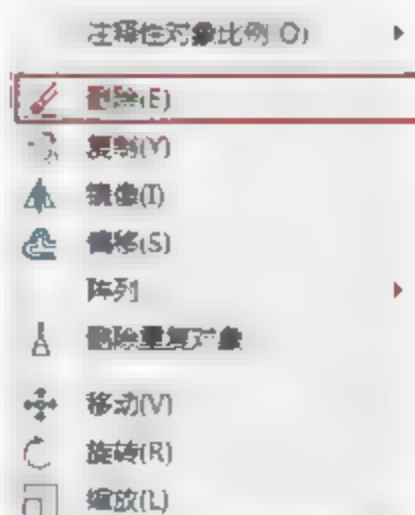 注释性对象比例(O)
删除(E)
复制(Y)
镜像(I)
偏移(S)
阵列
删除重复对象
移动(V)
旋转(R)
缩放(L)